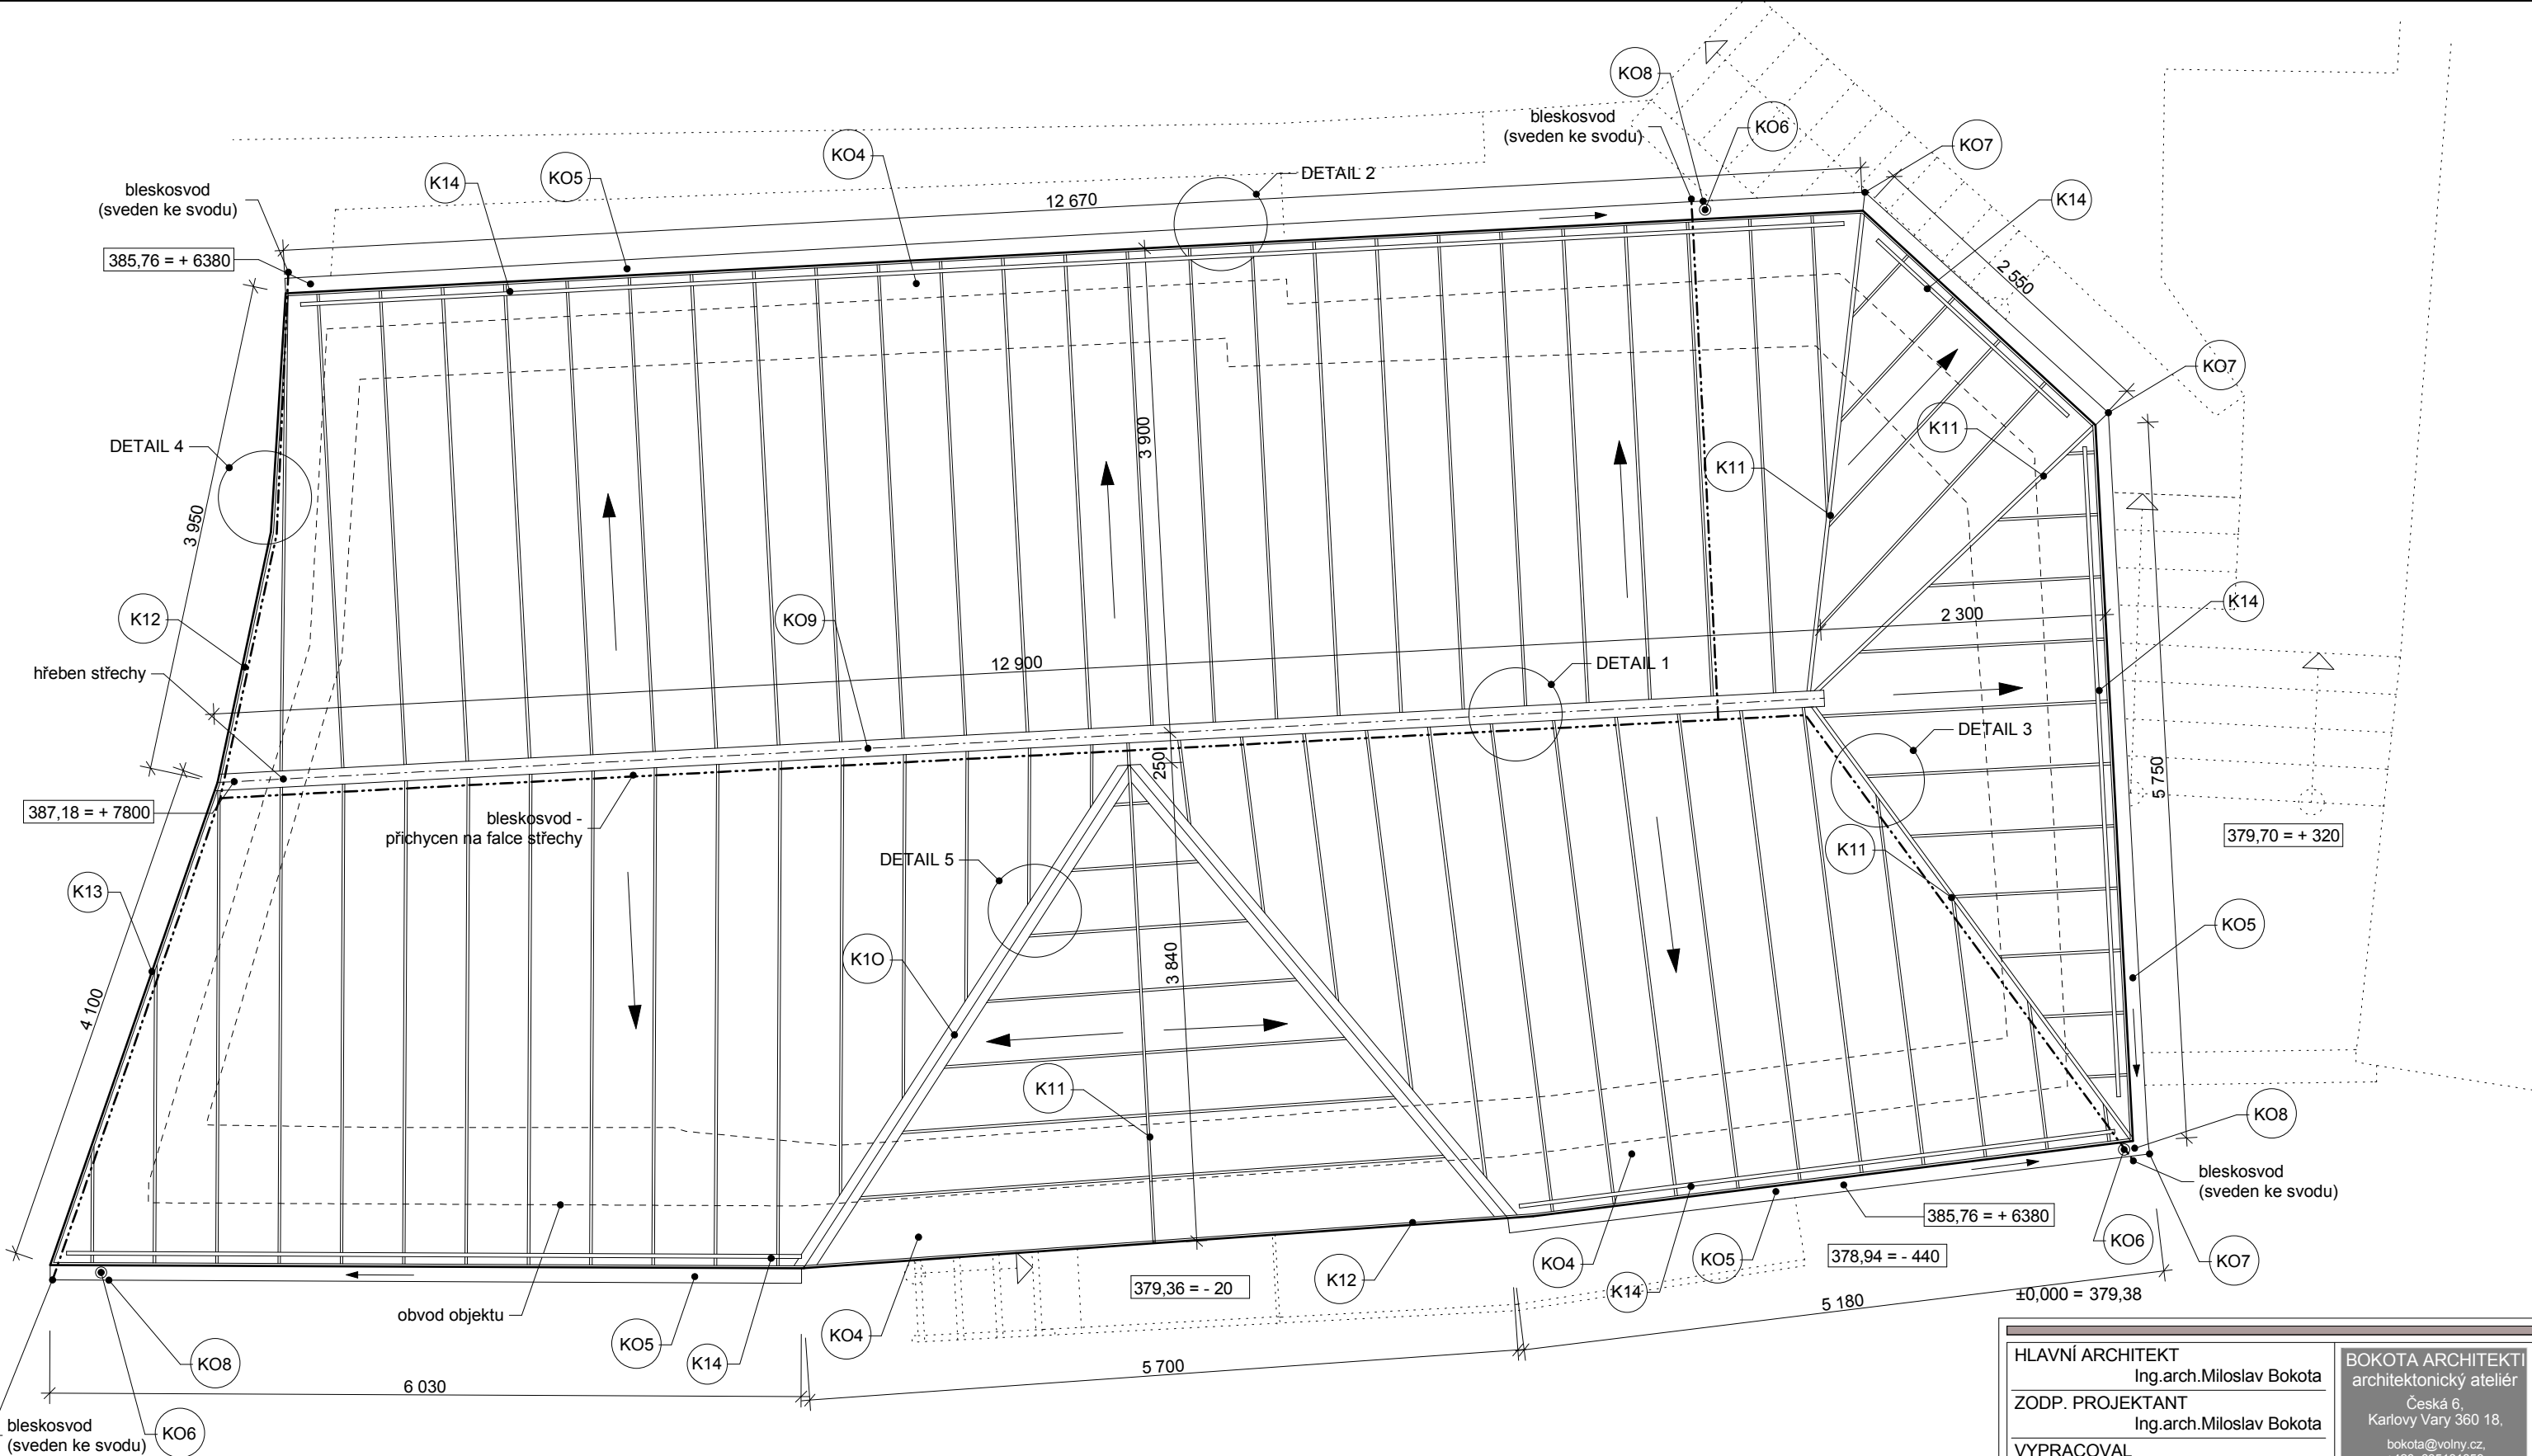 KO8
bleskosvod
(sveden ke svodu)
KO6
KO7
KO4
KO5
K14
DETAIL 2
12 670
bleskosvod
(sveden ke svodu)
K14
385,76 = + 6380
2 550
KO7
DETAIL 4
3 900
K11
K11
3 950
K12
KO9
K14
2 300
hřeben střechy
12 900
DETAIL 1
DETAIL 3
250
5 750
387,18 = + 7800
bleskosvod -
přichycen na falce střechy
379,70 = + 320
DETAIL 5
K11
K13
KO5
K1O
3 840
4 100
K11
KO8
bleskosvod
(sveden ke svodu)
385,76 = + 6380
KO6
378,94 = - 440
KO4
KO5
KO7
K12
K14
379,36 = - 20
±0,000 = 379,38
5 180
obvod objektu
KO4
KO5
K14
KO8
5 700
6 030
bleskosvod
(sveden ke svodu)
KO6
HLAVNÍ ARCHITEKT
Ing.arch.Miloslav Bokota
ZODP. PROJEKTANT
Ing.arch.Miloslav Bokota
VYPRACOVAL
BOKOTA ARCHITEKTI
architektonický ateliér
Česká 6,
Karlovy Vary 360 18,
bokota@volny.cz,